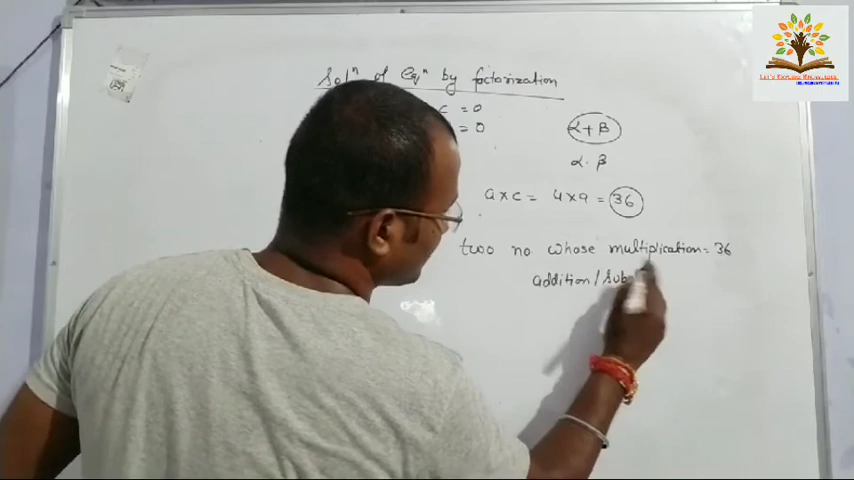 Solⁿ of Eqⁿ by factorization
c = 0
= 0
α + β
α . β
a x c = 4 x 9 = 36
two no whose multiplication = 36
addition / Sub